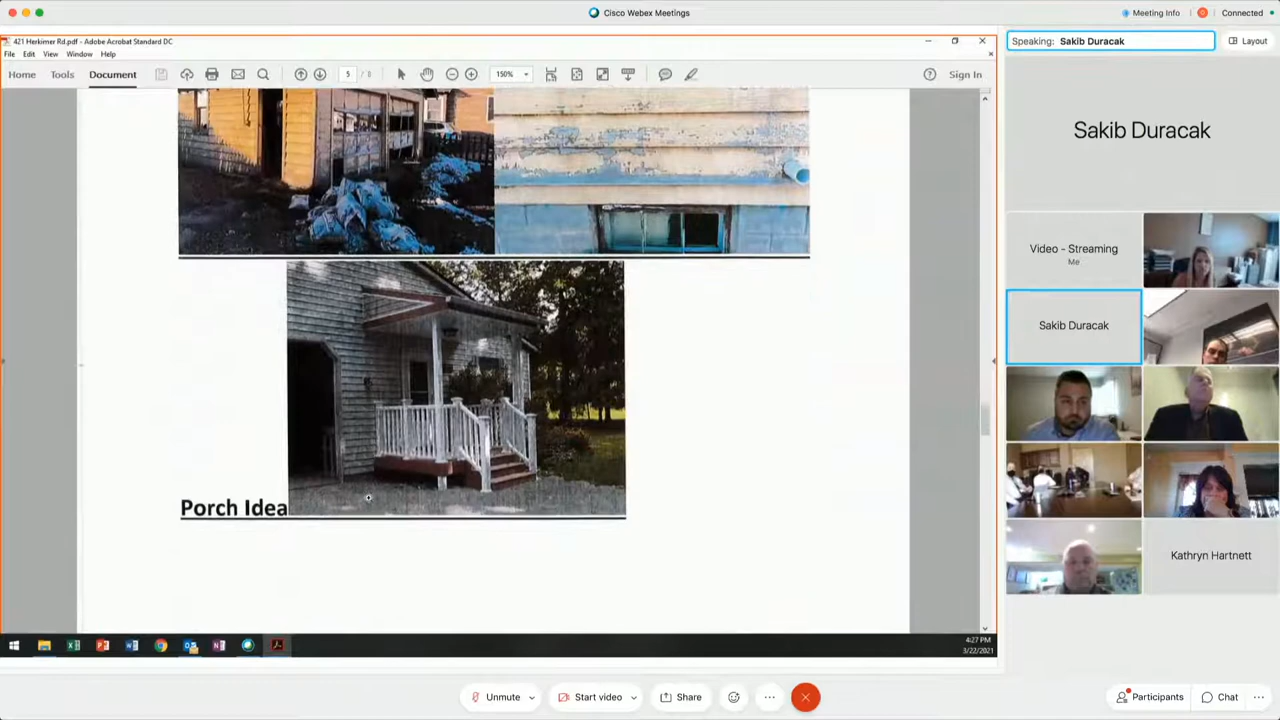 Cisco Webex Meetings
Meeting Info
Connected
421 Herkimer Rd.pdf - Adobe Acrobat Standard DC
File Edit View Window Help
Home Tools Document
5 / 8
150%
Sign In
Speaking: Sakib Duracak
Layout
Sakib Duracak
Video - Streaming
Me
Sakib Duracak
Kathryn Hartnett
Porch Idea
4:27 PM
3/22/2021
Unmute
Start video
Share
Participants
Chat